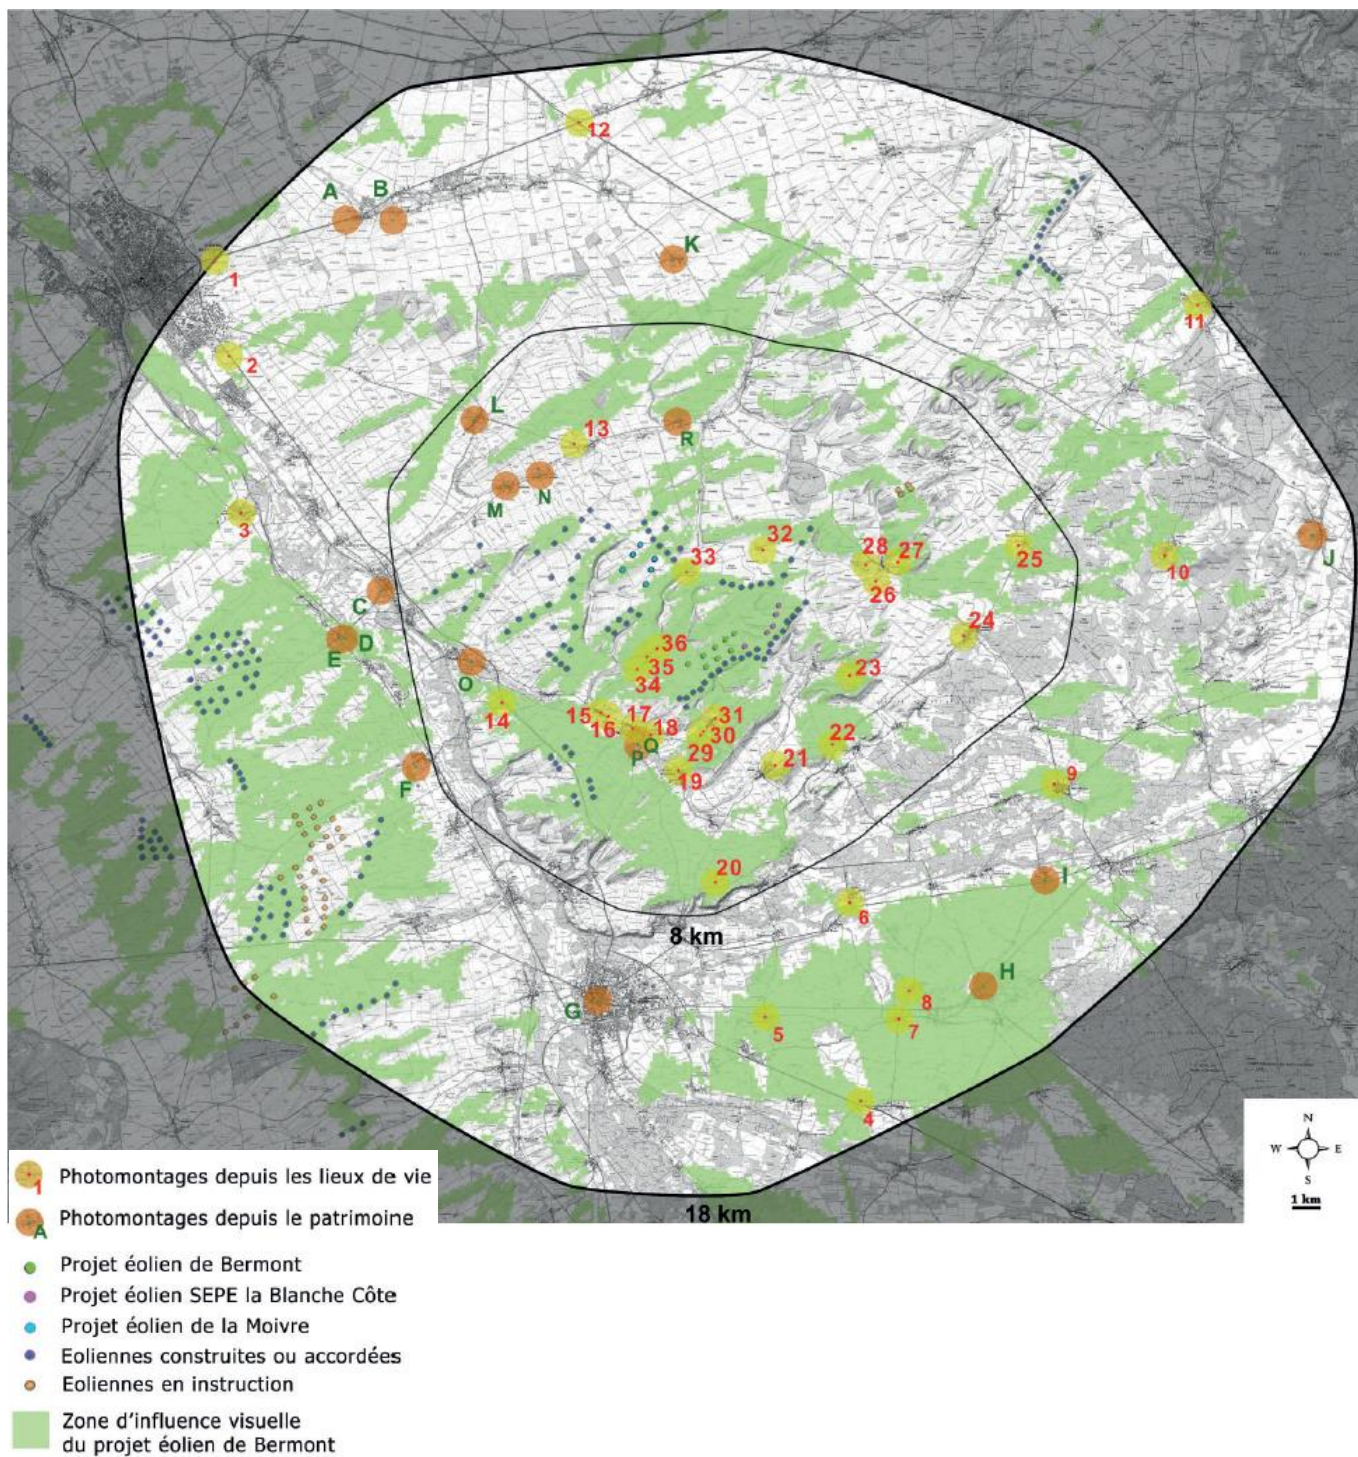 12
A B
K
1
11
2
L
13
R
M N
3
32
33
28 27
25
10
J
C
26
D
E
24
36
35
34
O
23
14
15
16
17
18
Q
P
31
30
29
22
21
19
F
9
20
I
6
8 km
H
8
G
5
7
4
N
W E
S
1 km
18 km
1 Photomontages depuis les lieux de vie
A Photomontages depuis le patrimoine
Projet éolien de Bermont
Projet éolien SEPE la Blanche Côte
Projet éolien de la Moivre
Eoliennes construites ou accordées
Eoliennes en instruction
Zone d'influence visuelle
du projet éolien de Bermont